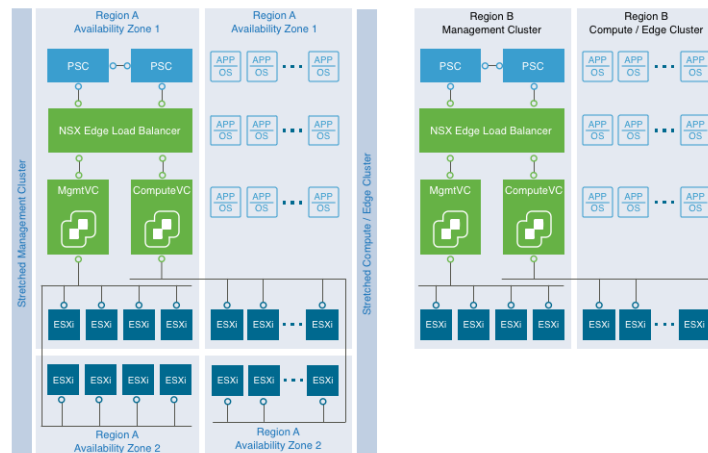 Region A
Availability Zone 1
Region A
Availability Zone 1
Region B
Management Cluster
Region B
Compute / Edge Cluster
Stretched Management Cluster
PSC
PSC
APP
OS
APP
OS
APP
OS
NSX Edge Load Balancer
APP
OS
APP
OS
APP
OS
MgmtVC
ComputeVC
APP
OS
APP
OS
APP
OS
ESXi
ESXi
ESXi
ESXi
ESXi
ESXi
ESXi
ESXi
ESXi
ESXi
ESXi
ESXi
ESXi
ESXi
Region A
Availability Zone 2
Region A
Availability Zone 2
Stretched Compute / Edge Cluster
PSC
PSC
APP
OS
APP
OS
APP
OS
NSX Edge Load Balancer
APP
OS
APP
OS
APP
OS
MgmtVC
ComputeVC
APP
OS
APP
OS
APP
OS
ESXi
ESXi
ESXi
ESXi
ESXi
ESXi
ESXi